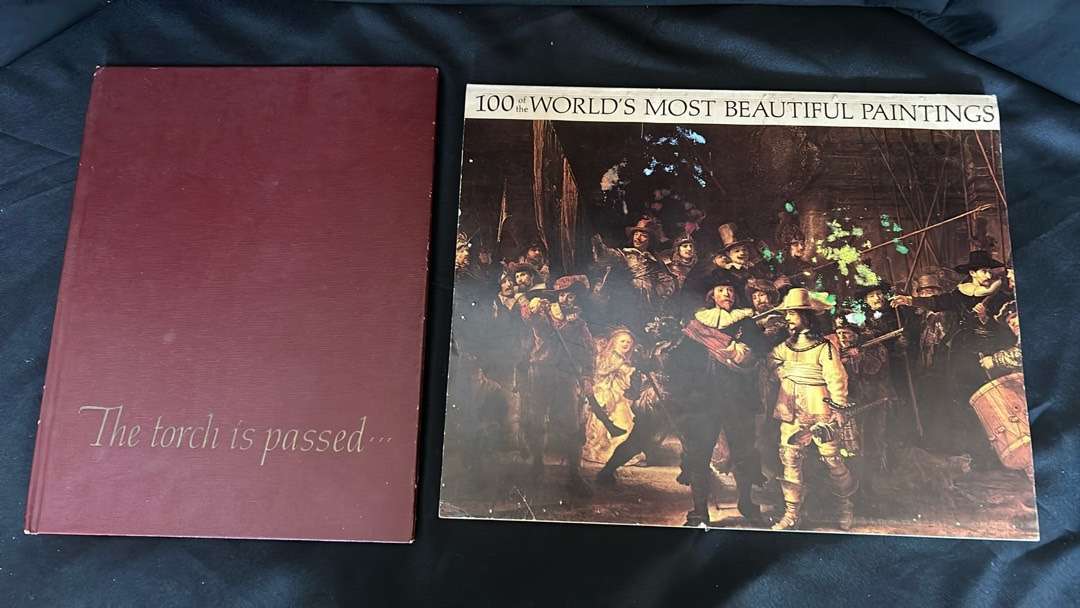 The torch is passed...
100 of the WORLD'S MOST BEAUTIFUL PAINTINGS